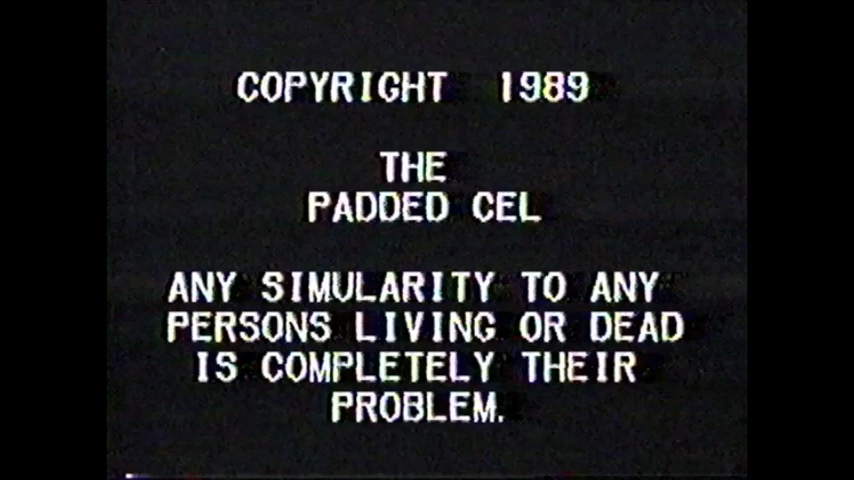 COPYRIGHT 1989
THE
PADDED CEL
ANY SIMULARITY TO ANY
PERSONS LIVING OR DEAD
IS COMPLETELY THEIR
PROBLEM.